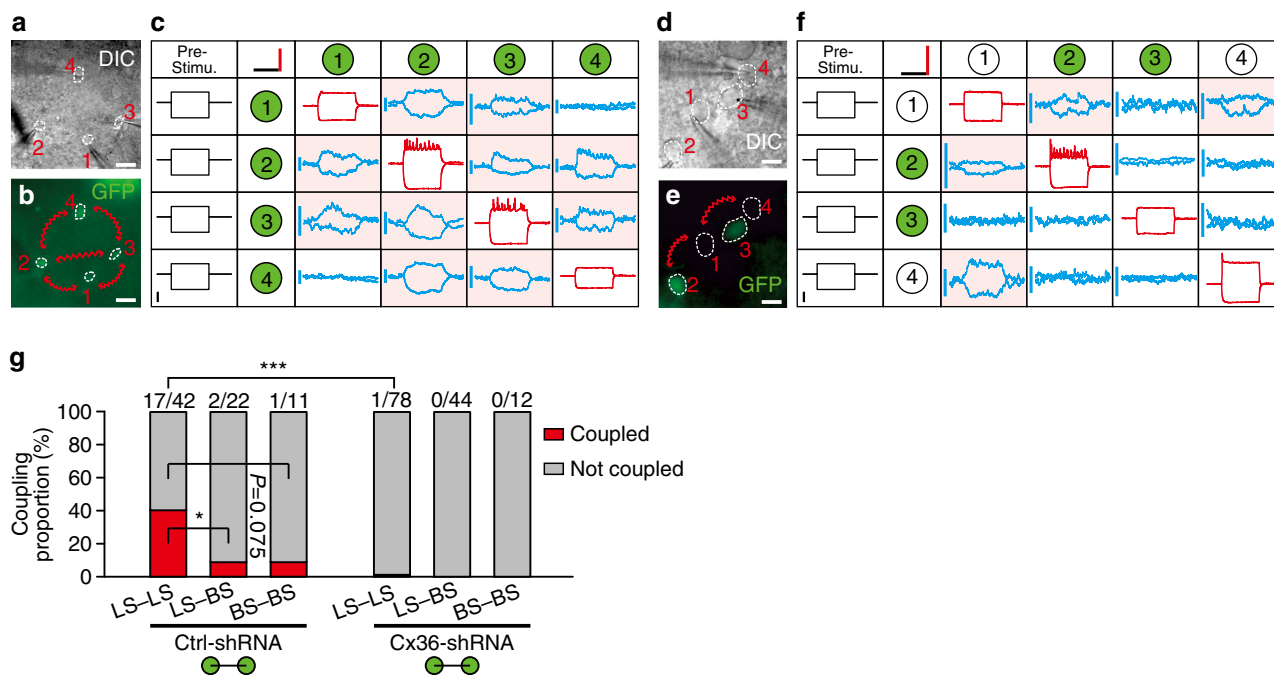 a
DIC
4
3
2
1
b
GFP
4
3
2
1
c
Pre-
Stimu.
1 2 3 4
1
2
3
4
d
4
1
3
2
DIC
e
4
1
3
2
GFP
f
Pre-
Stimu.
1 2 3 4
1
2
3
4
g
***
17/42 2/22 1/11 1/78 0/44 0/12
Coupling
proportion (%)
100
80
60
40
20
0
*
P=0.075
Coupled
Not coupled
LS–LS LS–BS BS–BS LS–LS LS–BS BS–BS
Ctrl-shRNA Cx36-shRNA